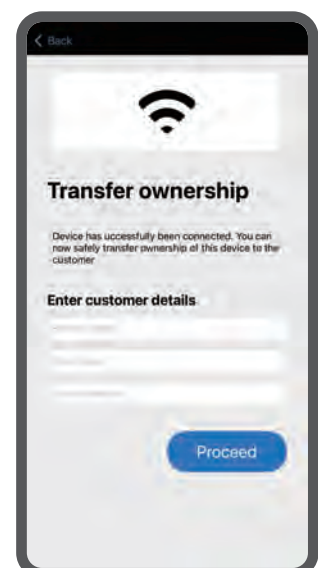 Back
Transfer ownership
Device has uccessfully been connected. You can
now safely transfer ownership of this device to the
customer
Enter customer details
Proceed